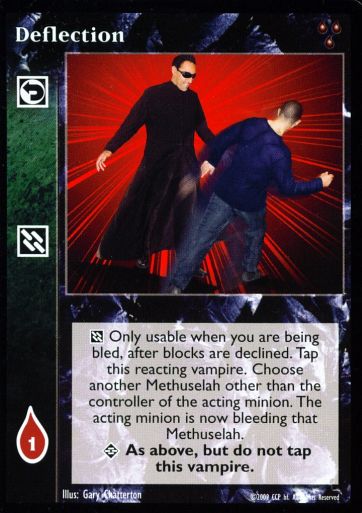 Deflection
Only usable when you are being
bled, after blocks are declined. Tap
this reacting vampire. Choose
another Methuselah other than the
controller of the acting minion. The
acting minion is now bleeding that
Methuselah.
As above, but do not tap
this vampire.
1
Illus: Gary Chatterton
©2009 CCP hf. All Rights Reserved